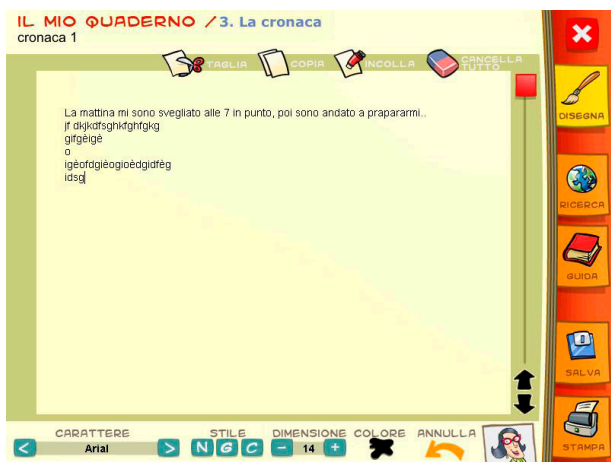 IL MIO QUADERNO / 3. La cronaca
cronaca 1
TAGLIA COPIA INCOLLA CANCELLA TUTTO
La mattina mi sono svegliato alle 7 in punto, poi sono andato a prapararmi..
jf dkjkdfsghkfghfgkg
gifgèigè
o
igèofdgièogioèdgidfèg
idsg
DISEGNA
RICERCA
GUIDA
SALVA
STAMPA
CARATTERE STILE DIMENSIONE COLORE ANNULLA
< Arial > N G C - 14 +